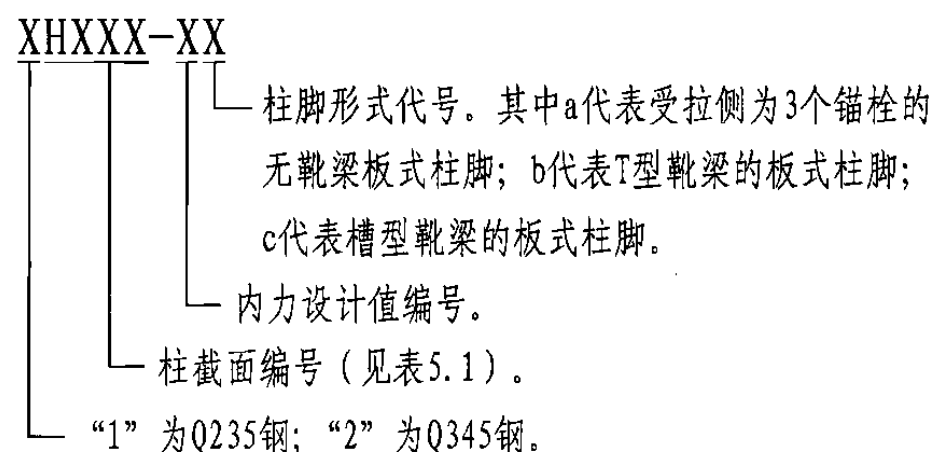 XHXXX-XX
柱脚形式代号。其中a代表受拉侧为3个锚栓的
无靴梁板式柱脚；b代表T型靴梁的板式柱脚；
c代表槽型靴梁的板式柱脚。
内力设计值编号。
柱截面编号（见表5.1）。
“1”为Q235钢；“2”为Q345钢。